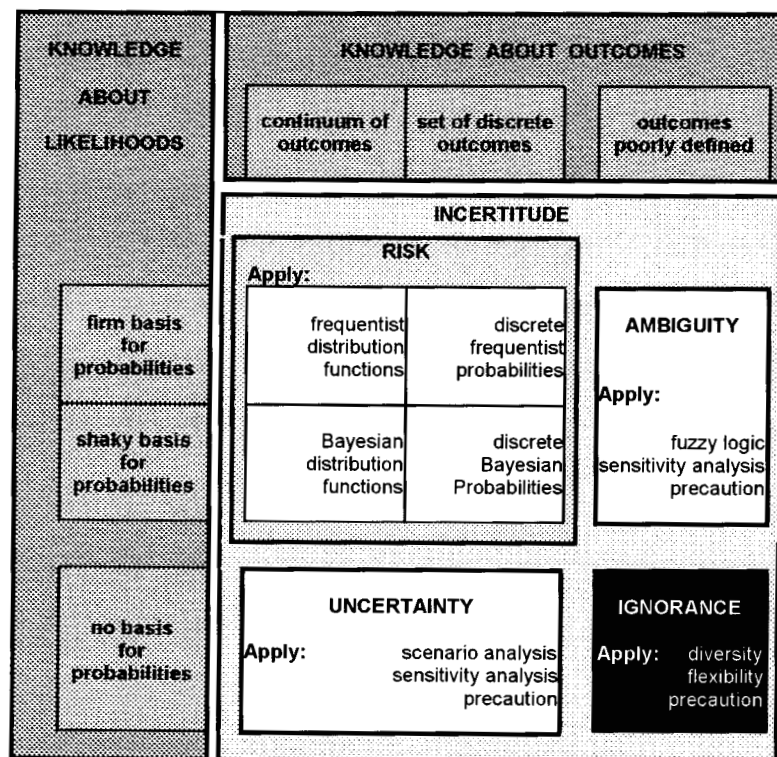 KNOWLEDGE
ABOUT
LIKELIHOODS
KNOWLEDGE ABOUT OUTCOMES
continuum of
outcomes
set of discrete
outcomes
outcomes
poorly defined
INCERTITUDE
RISK
Apply:
firm basis
for
probabilities
frequentist
distribution
functions
discrete
frequentist
probabilities
AMBIGUITY
Apply:
fuzzy logic
sensitivity analysis
precaution
shaky basis
for
probabilities
Bayesian
distribution
functions
discrete
Bayesian
Probabilities
no basis
for
probabilities
UNCERTAINTY
Apply: scenario analysis
sensitivity analysis
precaution
IGNORANCE
Apply: diversity
flexibility
precaution